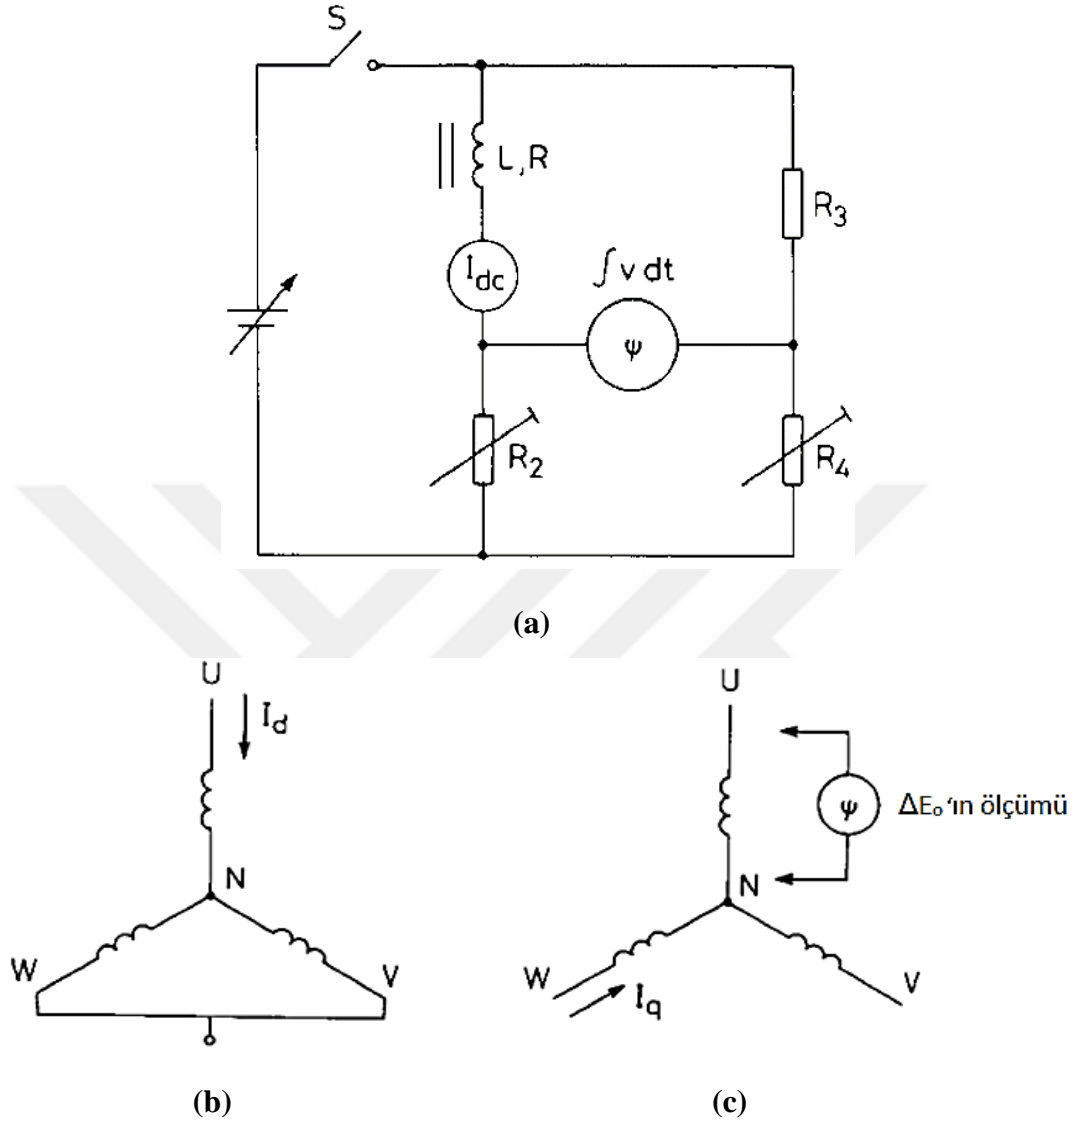 S
L,R
R3
Idc
∫v dt
ψ
R2
R4
(a)
U
Id
N
W
V
(b)
U
ψ
ΔEo'ın ölçümü
N
W
Iq
V
(c)